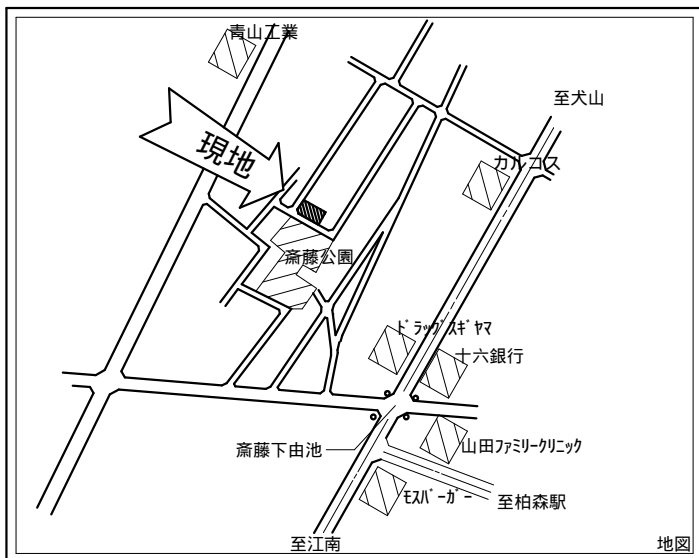 青山工業
至犬山
現地
カルコス
斎藤公園
ﾄﾞﾗｯｸﾞｽｷﾞﾔﾏ
十六銀行
斎藤下由池
山田ﾌｧﾐﾘｰｸﾘﾆｯｸ
ﾓｽﾊﾞｰｶﾞｰ
至柏森駅
至江南
地図